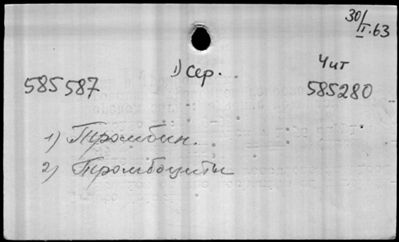 30/I.63
1) Сер.
Чит
585587
585280
1) Тромбин.
2) Тромбоциты